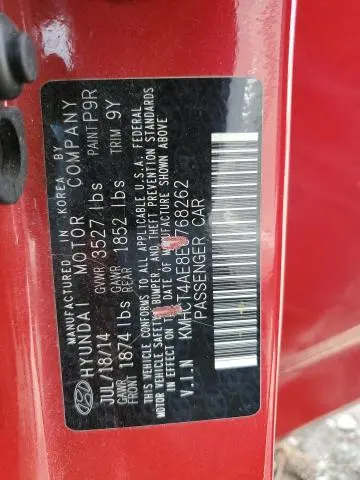 MANUFACTURED IN KOREA BY
HYUNDAI MOTOR COMPANY
JUL/18/14 GVWR 3527 lbs PAINT P9R
GAWR FRONT 1874 lbs GAWR REAR 1852 lbs TRIM 9Y
THIS VEHICLE CONFORMS TO ALL APPLICABLE U.S.A. FEDERAL
MOTOR VEHICLE SAFETY, BUMPER, AND THEFT PREVENTION STANDARDS
IN EFFECT ON THE DATE OF MANUFACTURE SHOWN ABOVE.
V.I.N KMHCT4AE8 768262
PASSENGER CAR